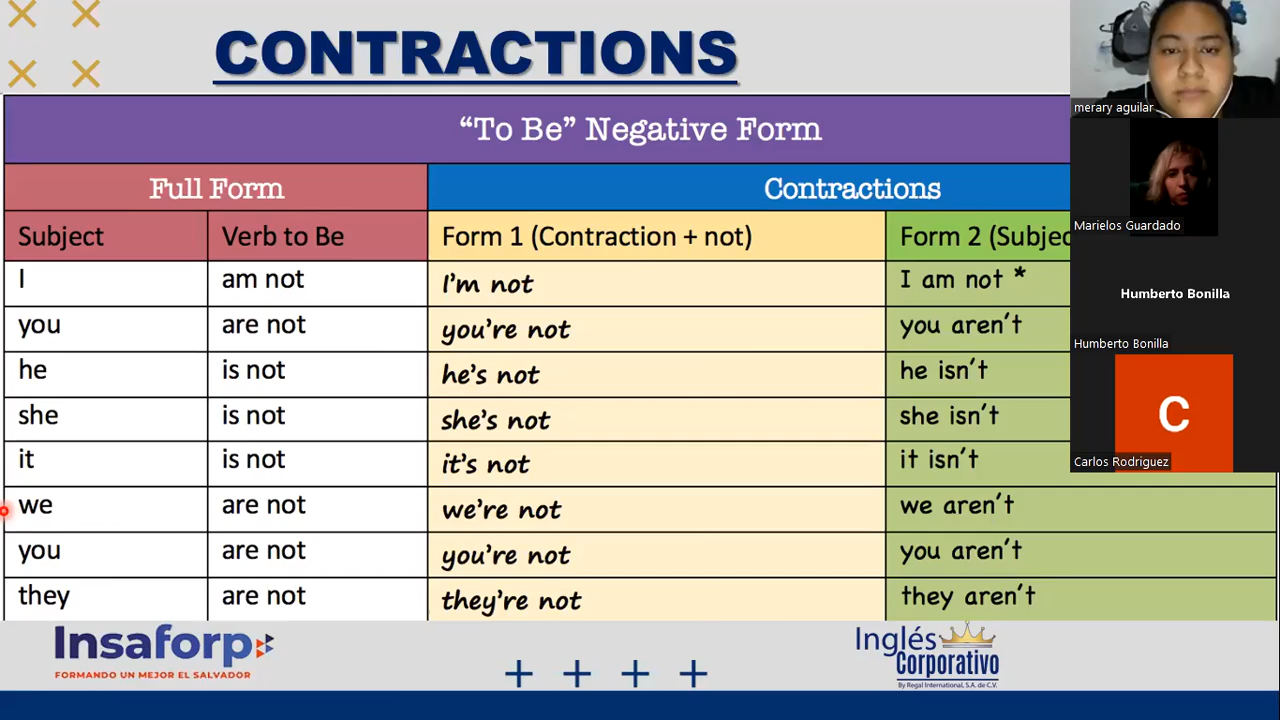 CONTRACTIONS
“To Be” Negative Form
Full Form Contractions
Subject Verb to Be Form 1 (Contraction + not) Form 2 (Subjec
I am not I’m not I am not *
you are not you’re not you aren’t
he is not he’s not he isn’t
she is not she’s not she isn’t
it is not it’s not it isn’t
we are not we’re not we aren’t
you are not you’re not you aren’t
they are not they’re not they aren’t
Insaforp
FORMANDO UN MEJOR EL SALVADOR
Inglés
Corporativo
By Regal International, S.A. de C.V.
merary aguilar
Marielos Guardado
Humberto Bonilla
Humberto Bonilla
C
Carlos Rodriguez